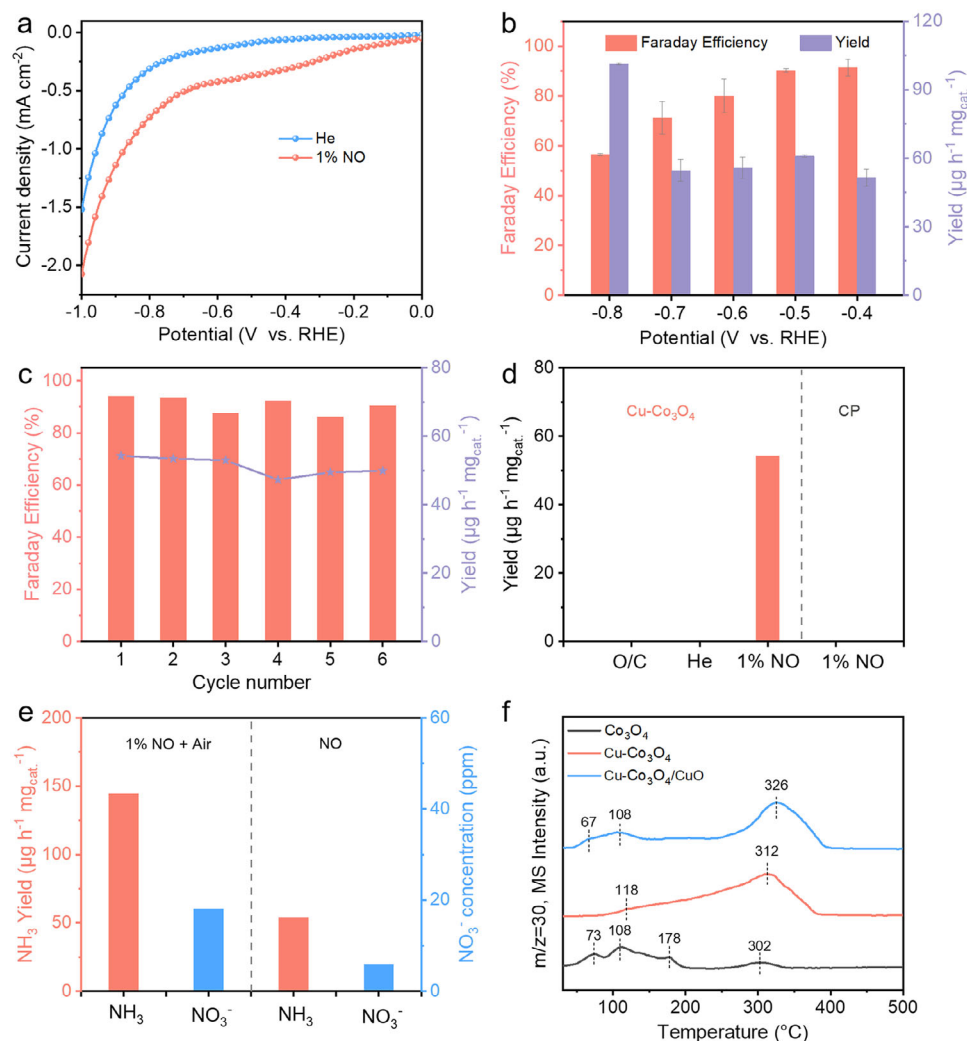 a
0.0
-0.5
-1.0
-1.5
-2.0
Current density (mA cm⁻²)
He
1% NO
-1.0 -0.8 -0.6 -0.4 -0.2 0.0
Potential (V vs. RHE)
b
100
80
60
40
20
0
Faraday Efficiency (%)
Faraday Efficiency Yield
120
90
60
30
0
Yield (µg h⁻¹ mg cat.⁻¹)
-0.8 -0.7 -0.6 -0.5 -0.4
Potential (V vs. RHE)
c
100
80
60
40
20
0
Faraday Efficiency (%)
80
60
40
20
0
Yield (µg h⁻¹ mg cat.⁻¹)
1 2 3 4 5 6
Cycle number
d
80
60
40
20
0
Yield (µg h⁻¹ mg cat.⁻¹)
Cu-Co₃O₄ CP
O/C He 1% NO 1% NO
e
200
150
100
50
0
NH₃ Yield (µg h⁻¹ mg cat.⁻¹)
1% NO + Air NO
60
40
20
0
NO₃⁻ concentration (ppm)
NH₃ NO₃⁻ NH₃ NO₃⁻
f
m/z=30, MS Intensity (a.u.)
Co₃O₄
Cu-Co₃O₄
Cu-Co₃O₄/CuO
67 108 326
118 312
73 108 178 302
100 200 300 400 500
Temperature (°C)